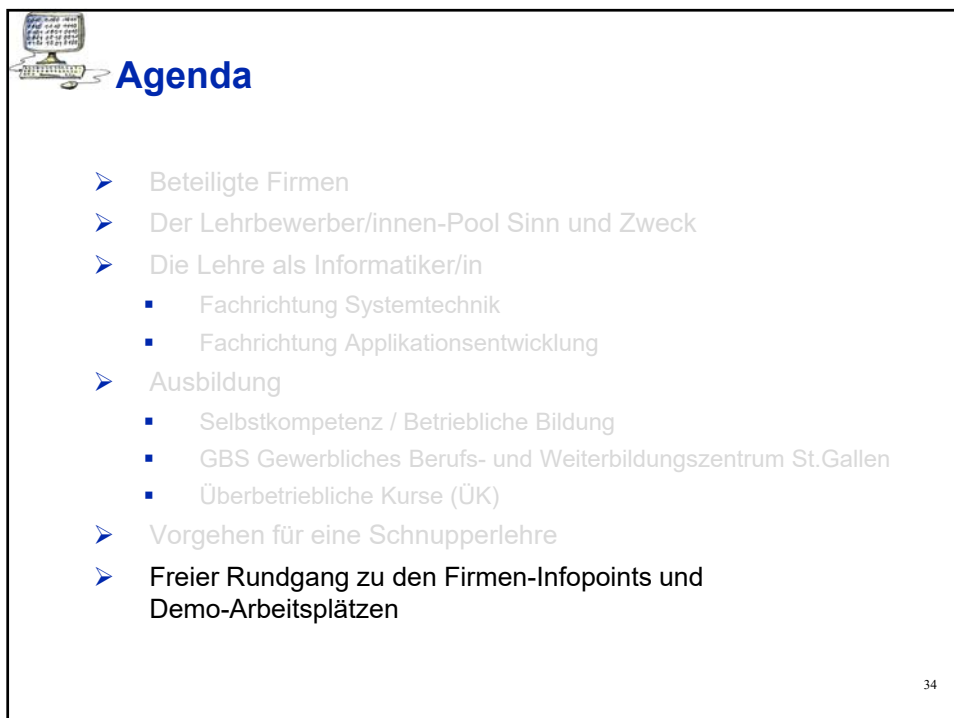 Agenda
Beteiligte Firmen
Der Lehrbewerber/innen-Pool Sinn und Zweck
Die Lehre als Informatiker/in
Fachrichtung Systemtechnik
Fachrichtung Applikationsentwicklung
Ausbildung
Selbstkompetenz / Betriebliche Bildung
GBS Gewerbliches Berufs- und Weiterbildungszentrum St.Gallen
Überbetriebliche Kurse (ÜK)
Vorgehen für eine Schnupperlehre
Freier Rundgang zu den Firmen-Infopoints und
Demo-Arbeitsplätzen
34